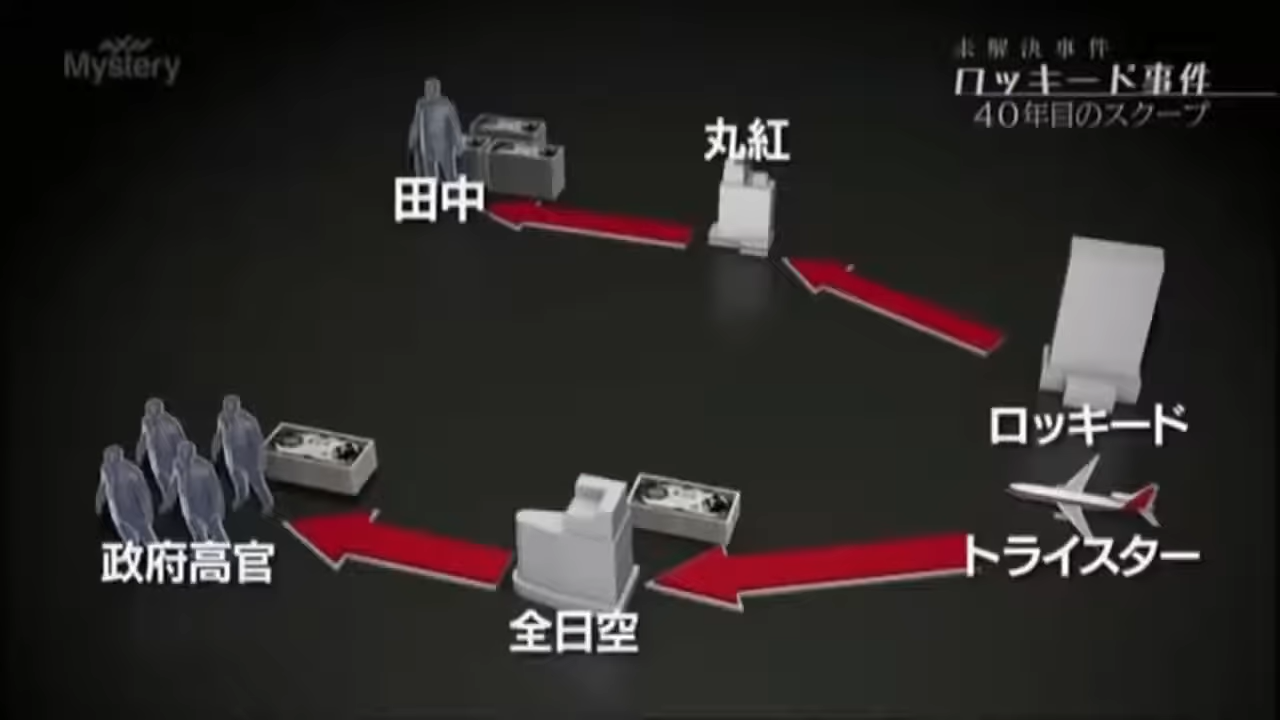 AXN
Mystery
未解決事件
ロッキード事件
40年目のスクープ
丸紅
田中
ロッキード
トライスター
政府高官
全日空